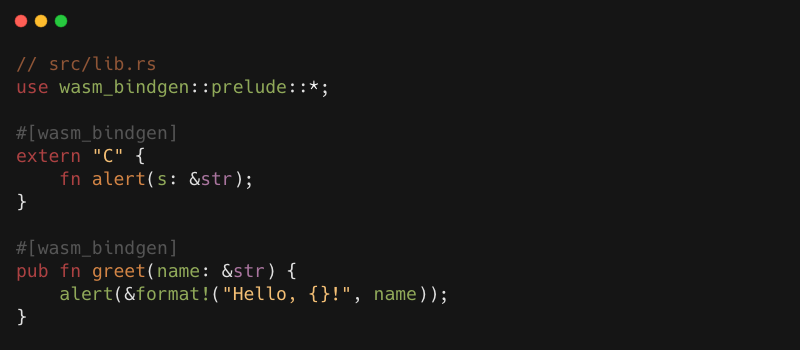 // src/lib.rs
use wasm_bindgen::prelude::*;
#[wasm_bindgen]
extern "C" {
    fn alert(s: &str);
}
#[wasm_bindgen]
pub fn greet(name: &str) {
    alert(&format!("Hello, {}!", name));
}